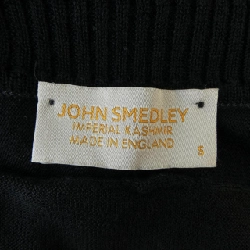 JOHN SMEDLEY
IMPERIAL KASHMIR
MADE IN ENGLAND